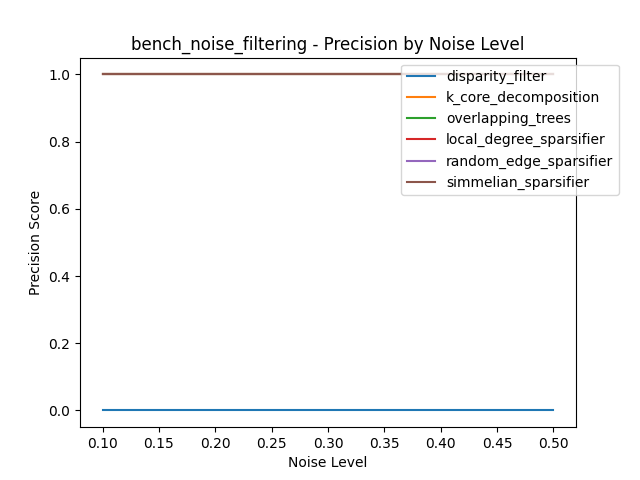 bench_noise_filtering - Precision by Noise Level
disparity_filter
k_core_decomposition
overlapping_trees
local_degree_sparsifier
random_edge_sparsifier
simmelian_sparsifier
Precision Score
1.0
0.8
0.6
0.4
0.2
0.0
0.10 0.15 0.20 0.25 0.30 0.35 0.40 0.45 0.50
Noise Level